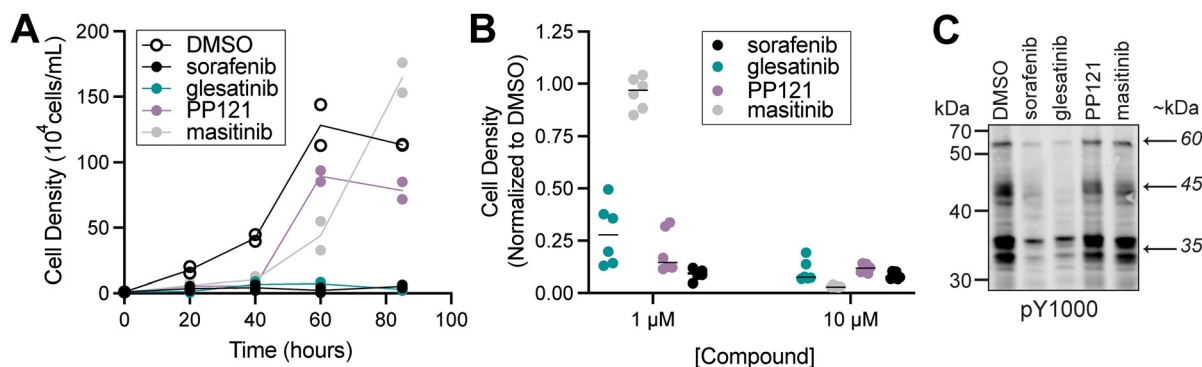 A
Cell Density (10⁴cells/mL)
200
150
100
50
0
DMSO
sorafenib
glesatinib
PP121
masitinib
0 20 40 60 80 100
Time (hours)
B
Cell Density
(Normalized to DMSO)
1.25
1.00
0.75
0.50
0.25
0.00
sorafenib
glesatinib
PP121
masitinib
1 µM 10 µM
[Compound]
C
DMSO
sorafenib
glesatinib
PP121
masitinib
kDa
~kDa
70
50
40
30
60
45
35
pY1000